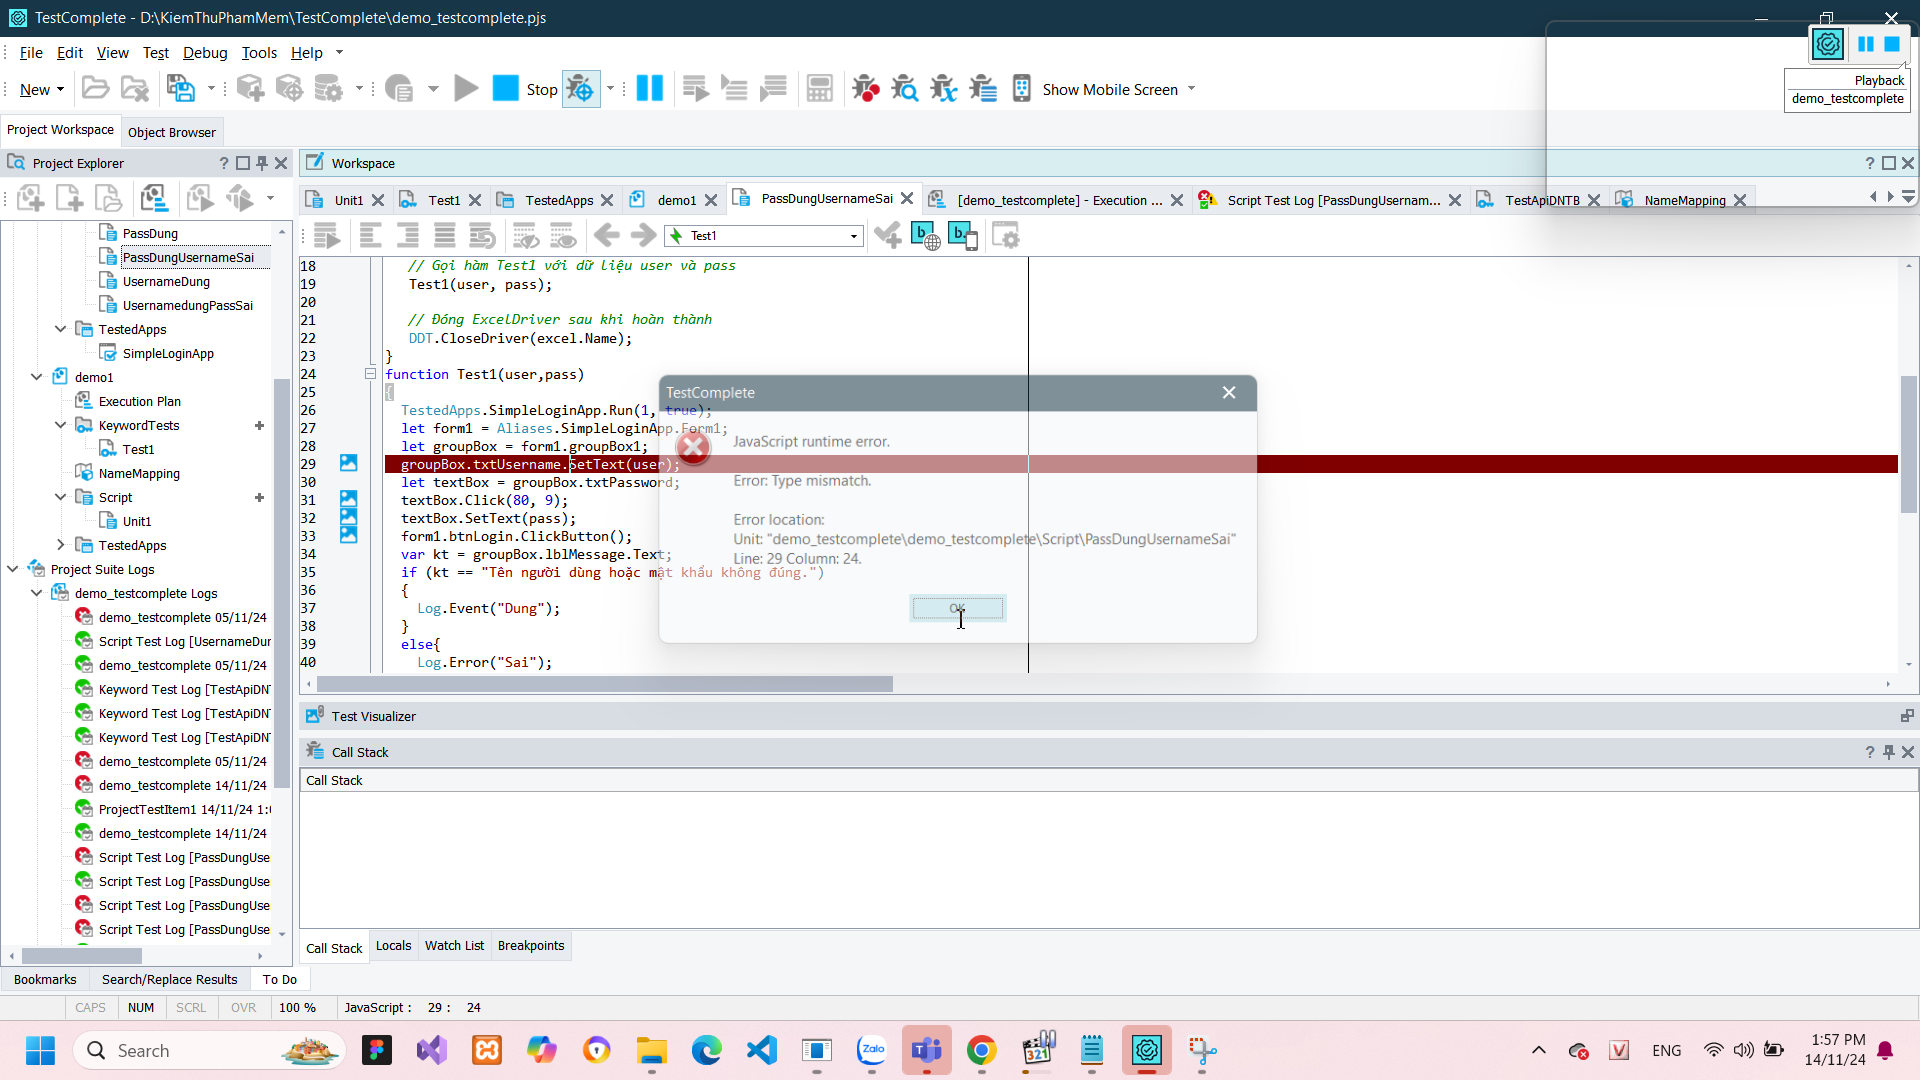 TestComplete - D:\KiemThuPhamMem\TestComplete\demo_testcomplete.pjs
File Edit View Test Debug Tools Help
New Stop Show Mobile Screen
Playback
demo_testcomplete
Project Workspace Object Browser
Project Explorer
Workspace
Unit1 Test1 TestedApps demo1 PassDungUsernameSai [demo_testcomplete] - Execution ... Script Test Log [PassDungUsernam... TestApiDNTB NameMapping
Test1
PassDung
PassDungUsernameSai
UsernameDung
UsernamedungPassSai
TestedApps
SimpleLoginApp
demo1
Execution Plan
KeywordTests
Test1
NameMapping
Script
Unit1
TestedApps
Project Suite Logs
demo_testcomplete Logs
demo_testcomplete 05/11/24
Script Test Log [UsernameDur
demo_testcomplete 05/11/24
Keyword Test Log [TestApiDN
Keyword Test Log [TestApiDN
Keyword Test Log [TestApiDN
demo_testcomplete 05/11/24
demo_testcomplete 14/11/24
ProjectTestItem1 14/11/24 1:
demo_testcomplete 14/11/24
Script Test Log [PassDungUse
Script Test Log [PassDungUse
Script Test Log [PassDungUse
Script Test Log [PassDungUse
18 // Gọi hàm Test1 với dữ liệu user và pass
19 Test1(user, pass);
20
21 // Đóng ExcelDriver sau khi hoàn thành
22 DDT.CloseDriver(excel.Name);
23 }
24 function Test1(user,pass)
25 {
26 TestedApps.SimpleLoginApp.Run(1, true);
27 let form1 = Aliases.SimpleLoginApp.Form1;
28 let groupBox = form1.groupBox1;
29 groupBox.txtUsername.SetText(user);
30 let textBox = groupBox.txtPassword;
31 textBox.Click(80, 9);
32 textBox.SetText(pass);
33 form1.btnLogin.ClickButton();
34 var kt = groupBox.lblMessage.Text;
35 if (kt == "Tên người dùng hoặc mật khẩu không đúng.")
36 {
37 Log.Event("Dung");
38 }
39 else{
40 Log.Error("Sai");
TestComplete
JavaScript runtime error.
Error: Type mismatch.
Error location:
Unit: "demo_testcomplete\demo_testcomplete\Script\PassDungUsernameSai"
Line: 29 Column: 24.
OK
Test Visualizer
Call Stack
Call Stack
Call Stack Locals Watch List Breakpoints
Bookmarks Search/Replace Results To Do
CAPS NUM SCRL OVR 100 % JavaScript : 29 : 24
Search
Zalo
321
ENG
1:57 PM
14/11/24